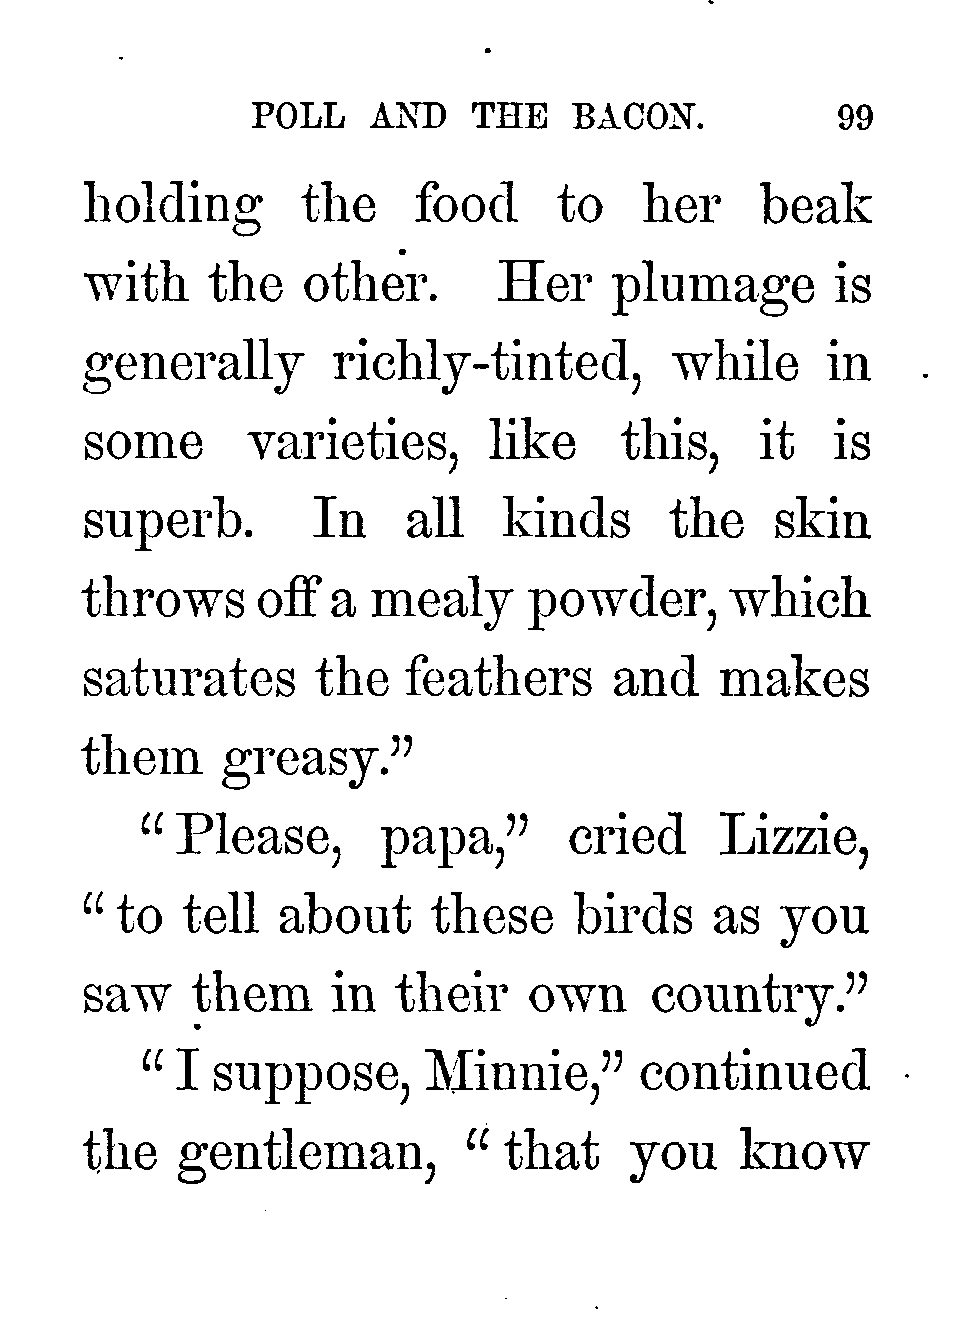 POLL AND THE BACON. 99
holding the food to her beak
with the other. Her plumage is
generally richly-tinted, while in
some varieties, like this, it is
superb. In all kinds the skin
throws off a mealy powder, which
saturates the feathers and makes
them greasy.”
“Please, papa,” cried Lizzie,
“to tell about these birds as you
saw them in their own country.”
“I suppose, Minnie,” continued
the gentleman, “that you know